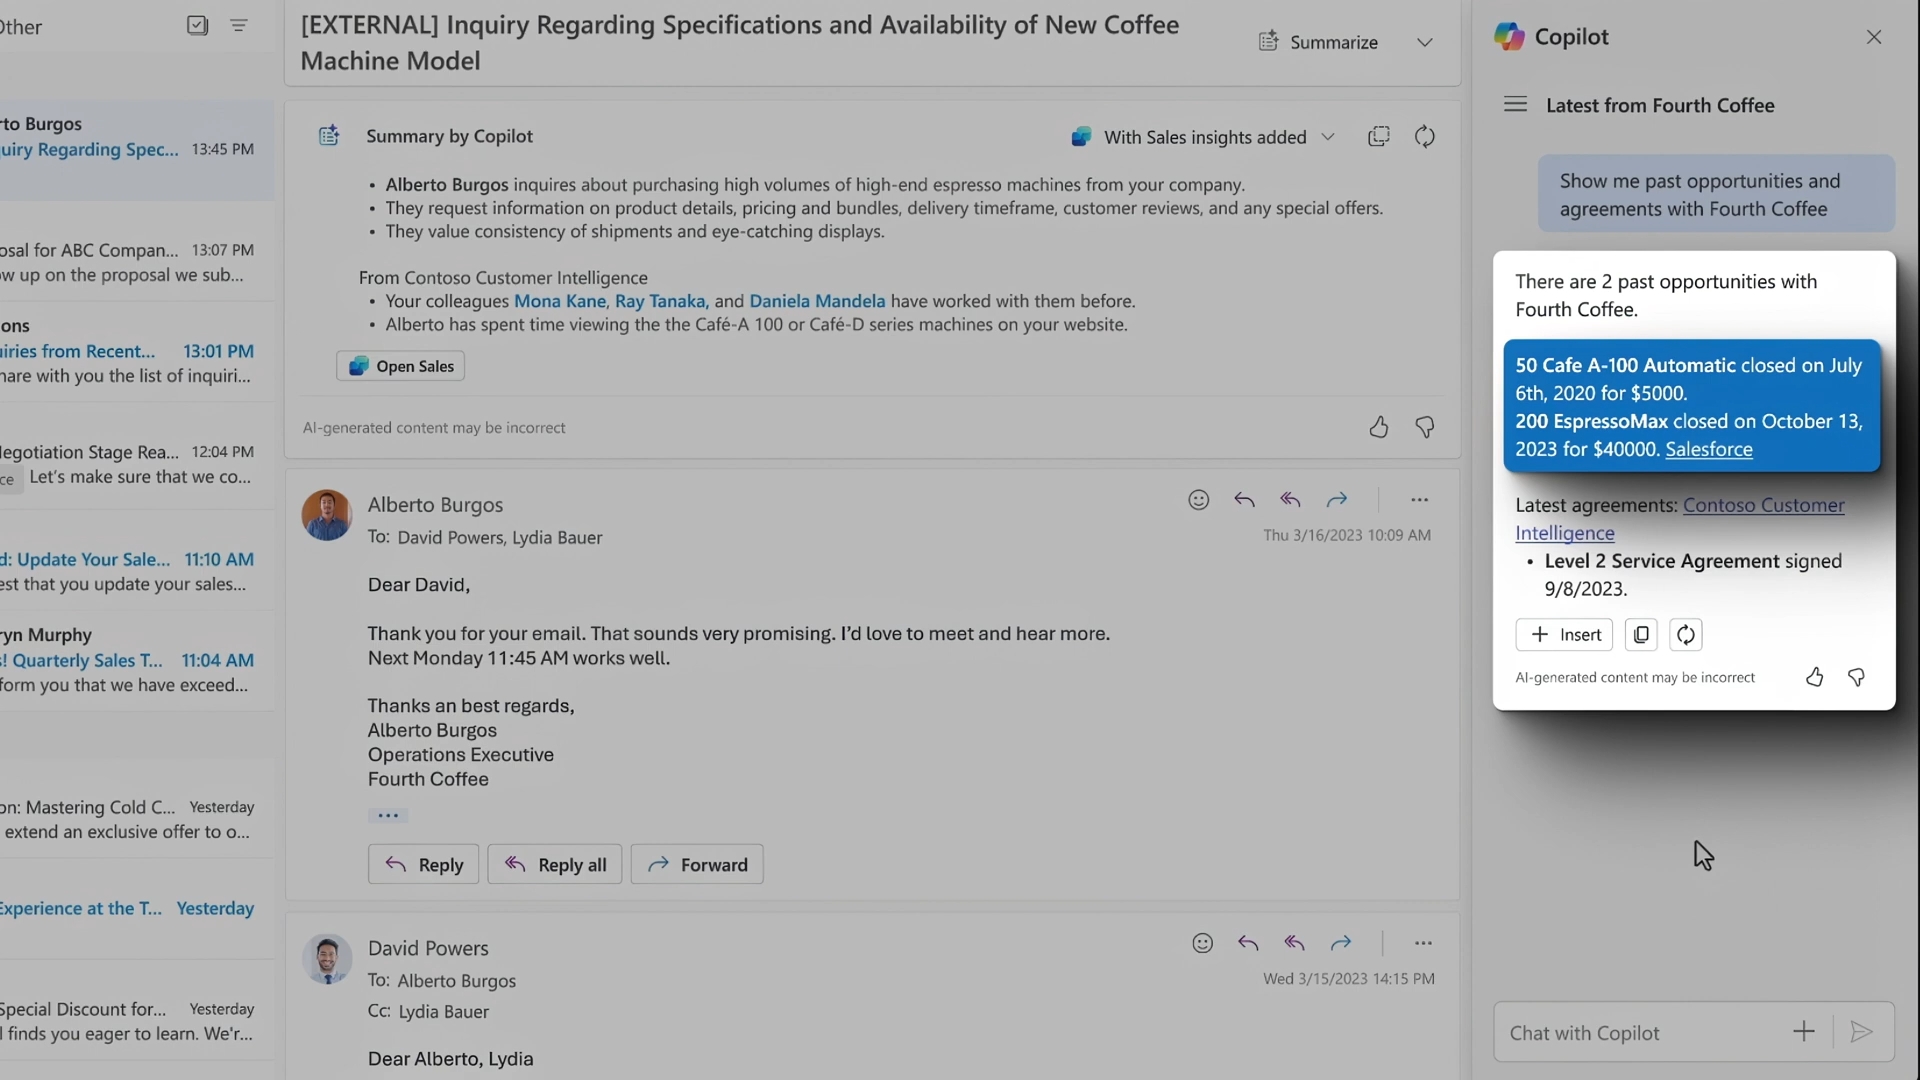 Other
rto Burgos
quiry Regarding Spec... 13:45 PM
osal for ABC Compan... 13:07 PM
ow up on the proposal we sub...
ons
uiries from Recent... 13:01 PM
hare with you the list of inquiri...
Negotiation Stage Rea... 12:04 PM
ce Let's make sure that we co...
d: Update Your Sale... 11:10 AM
est that you update your sales...
ryn Murphy
s! Quarterly Sales T... 11:04 AM
form you that we have exceed...
on: Mastering Cold C... Yesterday
extend an exclusive offer to o...
Experience at the T... Yesterday
Special Discount for... Yesterday
l finds you eager to learn. We'r...
[EXTERNAL] Inquiry Regarding Specifications and Availability of New Coffee
Machine Model
Summarize
Summary by Copilot
With Sales insights added
• Alberto Burgos inquires about purchasing high volumes of high-end espresso machines from your company.
• They request information on product details, pricing and bundles, delivery timeframe, customer reviews, and any special offers.
• They value consistency of shipments and eye-catching displays.
From Contoso Customer Intelligence
• Your colleagues Mona Kane, Ray Tanaka, and Daniela Mandela have worked with them before.
• Alberto has spent time viewing the the Café-A 100 or Café-D series machines on your website.
Open Sales
AI-generated content may be incorrect
Alberto Burgos
To: David Powers, Lydia Bauer
Thu 3/16/2023 10:09 AM
Dear David,
Thank you for your email. That sounds very promising. I'd love to meet and hear more.
Next Monday 11:45 AM works well.
Thanks an best regards,
Alberto Burgos
Operations Executive
Fourth Coffee
...
Reply
Reply all
Forward
David Powers
To: Alberto Burgos
Wed 3/15/2023 14:15 PM
Cc: Lydia Bauer
Dear Alberto, Lydia
Copilot
Latest from Fourth Coffee
Show me past opportunities and
agreements with Fourth Coffee
There are 2 past opportunities with
Fourth Coffee.
50 Cafe A-100 Automatic closed on July
6th, 2020 for $5000.
200 EspressoMax closed on October 13,
2023 for $40000. Salesforce
Latest agreements: Contoso Customer
Intelligence
• Level 2 Service Agreement signed
9/8/2023.
Insert
AI-generated content may be incorrect
Chat with Copilot